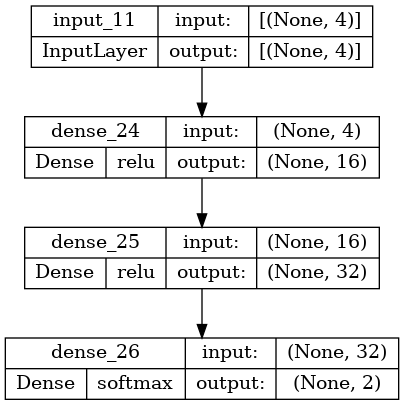 input_11 input: [(None, 4)]
InputLayer output: [(None, 4)]
dense_24 input: (None, 4)
Dense relu output: (None, 16)
dense_25 input: (None, 16)
Dense relu output: (None, 32)
dense_26 input: (None, 32)
Dense softmax output: (None, 2)